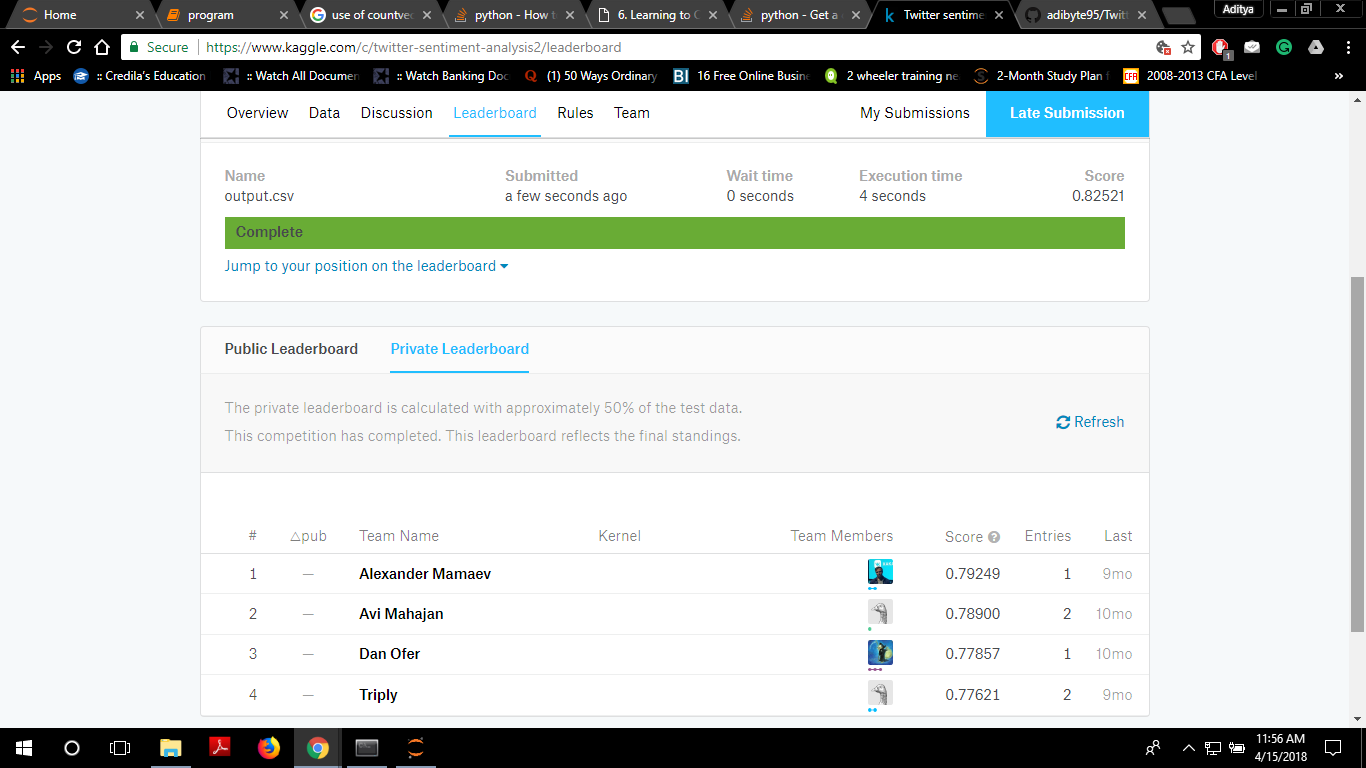 Home program use of countvec python - How t 6. Learning to C python - Get a Twitter sentime adibyte95/Twitt Aditya
Secure https://www.kaggle.com/c/twitter-sentiment-analysis2/leaderboard 1
Apps :: Credila's Education :: Watch All Documen :: Watch Banking Doc (1) 50 Ways Ordinary BI 16 Free Online Busin 2 wheeler training ne 2-Month Study Plan f CFA 2008-2013 CFA Level »
Overview Data Discussion Leaderboard Rules Team My Submissions Late Submission
Name Submitted Wait time Execution time Score
output.csv a few seconds ago 0 seconds 4 seconds 0.82521
Complete
Jump to your position on the leaderboard
Public Leaderboard Private Leaderboard
The private leaderboard is calculated with approximately 50% of the test data.
This competition has completed. This leaderboard reflects the final standings.
Refresh
# △pub Team Name Kernel Team Members Score Entries Last
1 — Alexander Mamaev 0.79249 1 9mo
2 — Avi Mahajan 0.78900 2 10mo
3 — Dan Ofer 0.77857 1 10mo
4 — Triply 0.77621 2 9mo
11:56 AM
4/15/2018